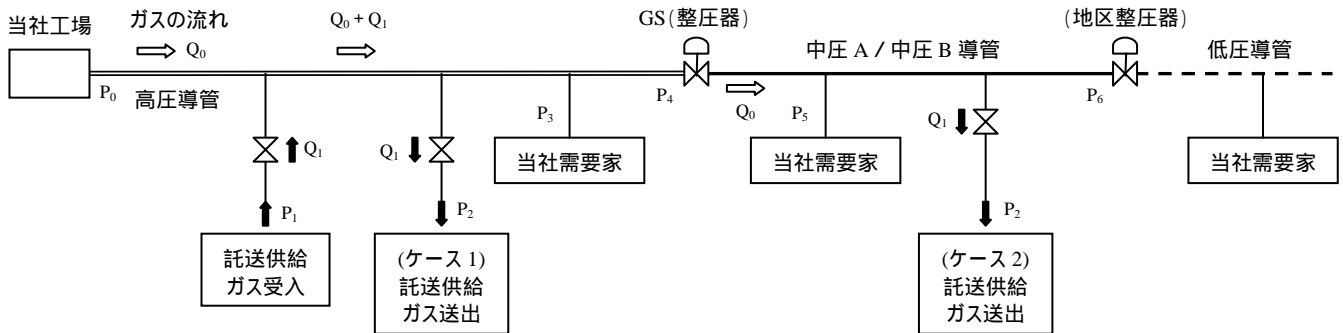 当社工場
ガスの流れ
Q₀
Q₀ + Q₁
GS(整圧器)
(地区整圧器)
中圧 A / 中圧 B 導管
低圧導管
P₀
高圧導管
P₃
P₄
Q₀
P₅
P₆
Q₁
Q₁
Q₁
当社需要家
当社需要家
当社需要家
P₁
P₂
P₂
託送供給
ガス受入
(ケース 1)
託送供給
ガス送出
(ケース 2)
託送供給
ガス送出